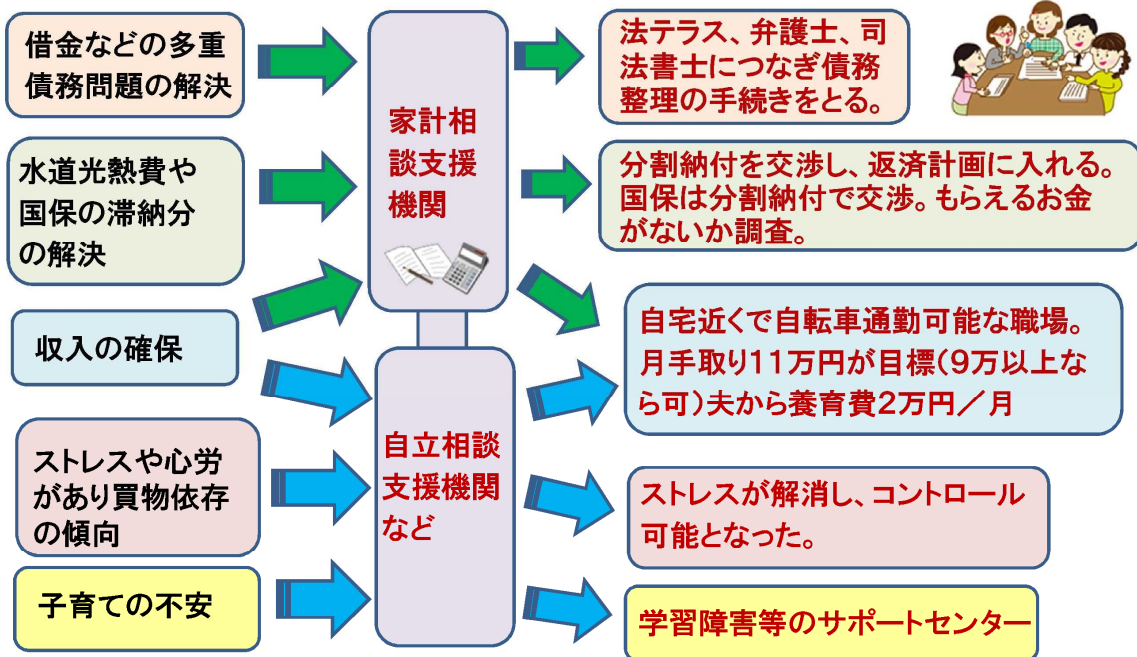 借金などの多重
債務問題の解決
水道光熱費や
国保の滞納分
の解決
収入の確保
ストレスや心労
があり買物依存
の傾向
子育ての不安
家計相
談支援
機関
自立相談
支援機関
など
法テラス、弁護士、司
法書士につなぎ債務
整理の手続きをとる。
分割納付を交渉し、返済計画に入れる。
国保は分割納付で交渉。もらえるお金
がないか調査。
自宅近くで自転車通勤可能な職場。
月手取り11万円が目標(9万以上な
ら可)夫から養育費2万円/月
ストレスが解消し、コントロール
可能となった。
学習障害等のサポートセンター